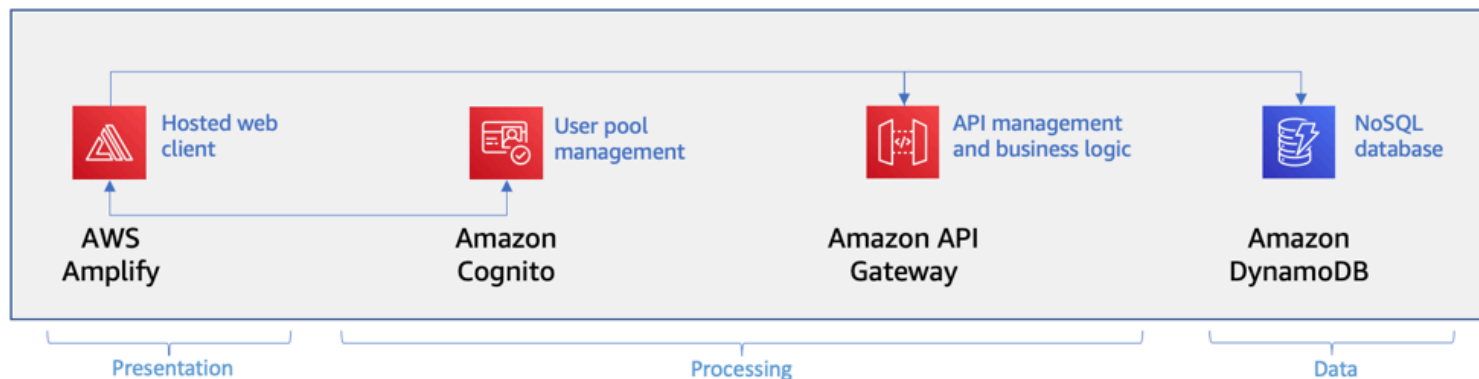 Hosted web
client
User pool
management
API management
and business logic
NoSQL
database
AWS
Amplify
Amazon
Cognito
Amazon API
Gateway
Amazon
DynamoDB
Presentation
Processing
Data